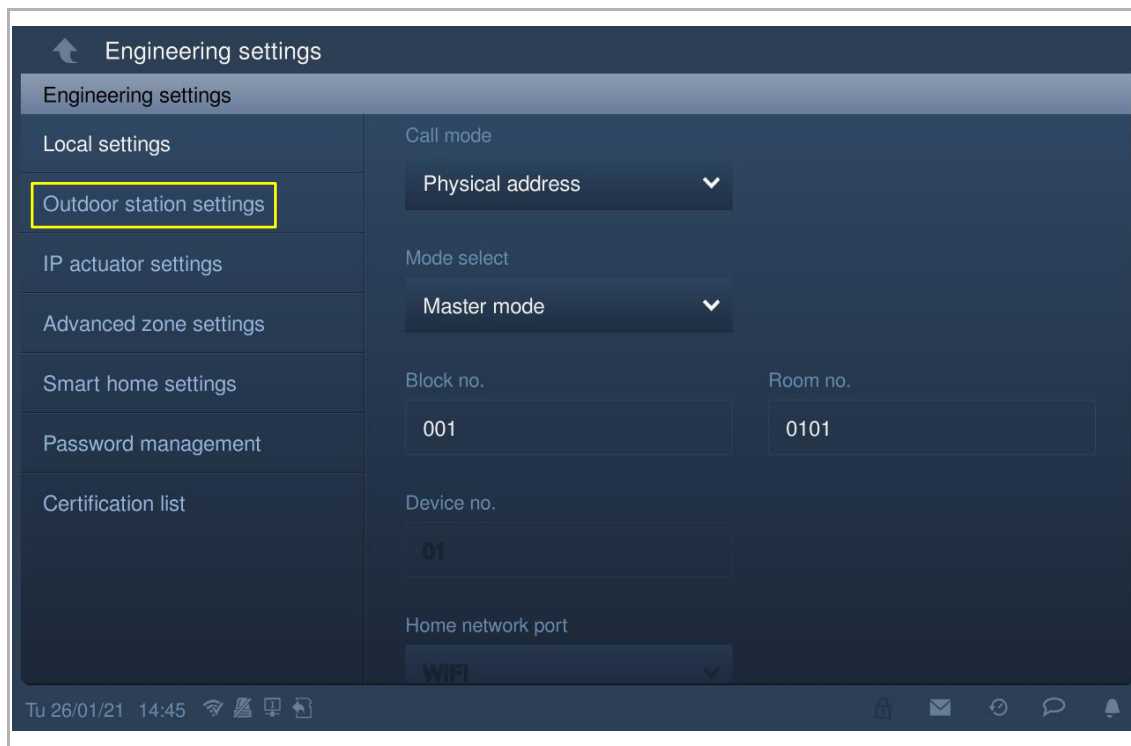 Engineering settings
Engineering settings
Local settings
Outdoor station settings
IP actuator settings
Advanced zone settings
Smart home settings
Password management
Certification list
Call mode
Physical address
Mode select
Master mode
Block no.
001
Room no.
0101
Device no.
01
Home network port
WIFI
Tu 26/01/21 14:45
1